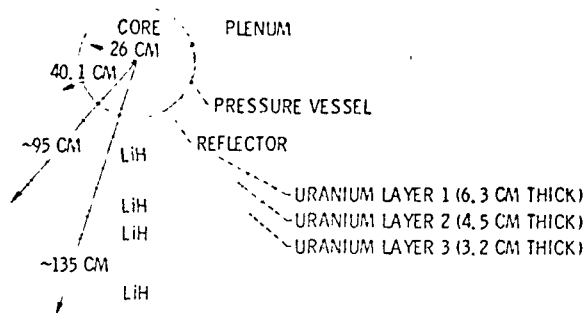 CORE PLENUM
26 CM
40.1 CM
PRESSURE VESSEL
~95 CM
LiH
REFLECTOR
URANIUM LAYER 1 (6.3 CM THICK)
LiH
URANIUM LAYER 2 (4.5 CM THICK)
LiH
URANIUM LAYER 3 (3.2 CM THICK)
~135 CM
LiH